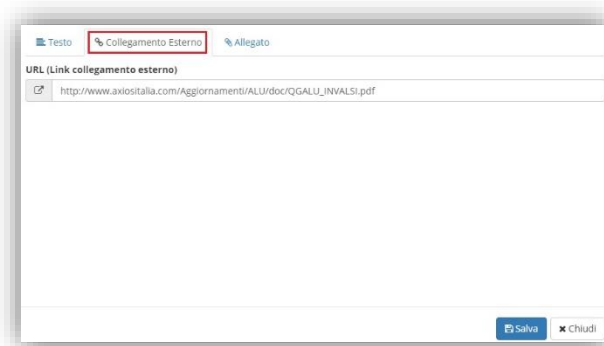 Testo Collegamento Esterno Allegato
URL (Link collegamento esterno)
http://www.axiositalia.com/Aggiornamenti/ALU/doc/QGALU_INVALSI.pdf
Salva Chiudi